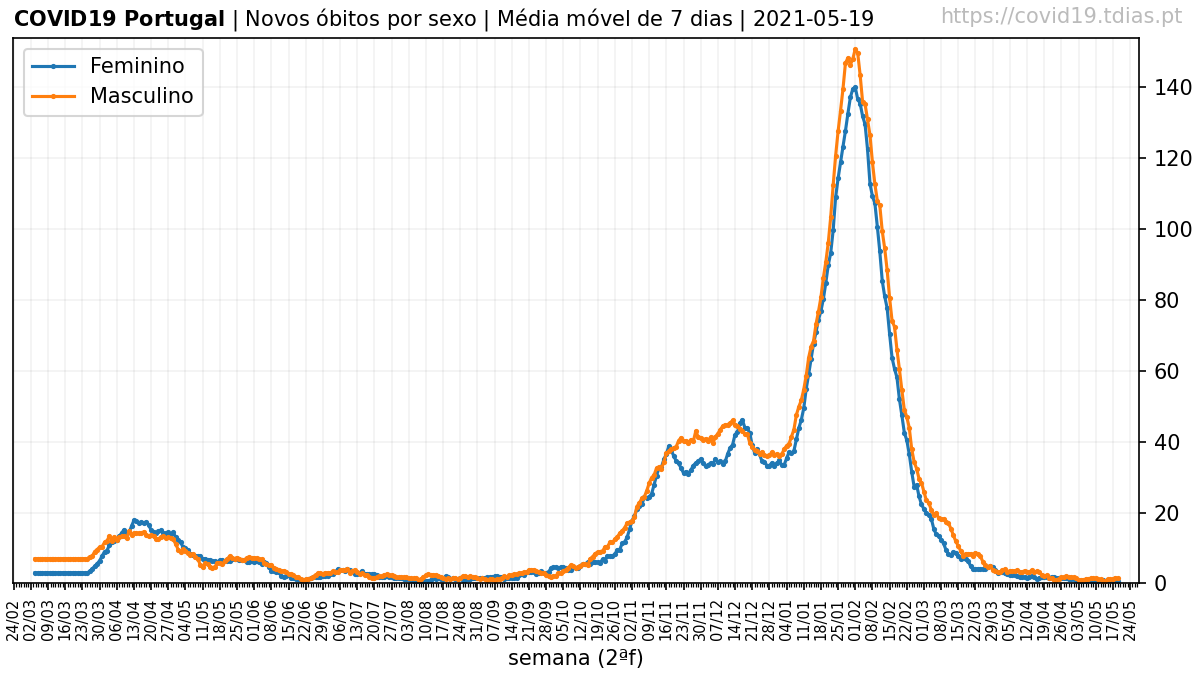 COVID19 Portugal | Novos óbitos por sexo | Média móvel de 7 dias | 2021-05-19
https://covid19.tdias.pt
Feminino
Masculino
140
120
100
80
60
40
20
0
24/02 02/03 09/03 16/03 23/03 30/03 06/04 13/04 20/04 27/04 04/05 11/05 18/05 25/05 01/06 08/06 15/06 22/06 29/06 06/07 13/07 20/07 27/07 03/08 10/08 17/08 24/08 31/08 07/09 14/09 21/09 28/09 05/10 12/10 19/10 26/10 02/11 09/11 16/11 23/11 30/11 07/12 14/12 21/12 28/12 04/01 11/01 18/01 25/01 01/02 08/02 15/02 22/02 01/03 08/03 15/03 22/03 29/03 05/04 12/04 19/04 26/04 03/05 10/05 17/05 24/05
semana (2ªf)